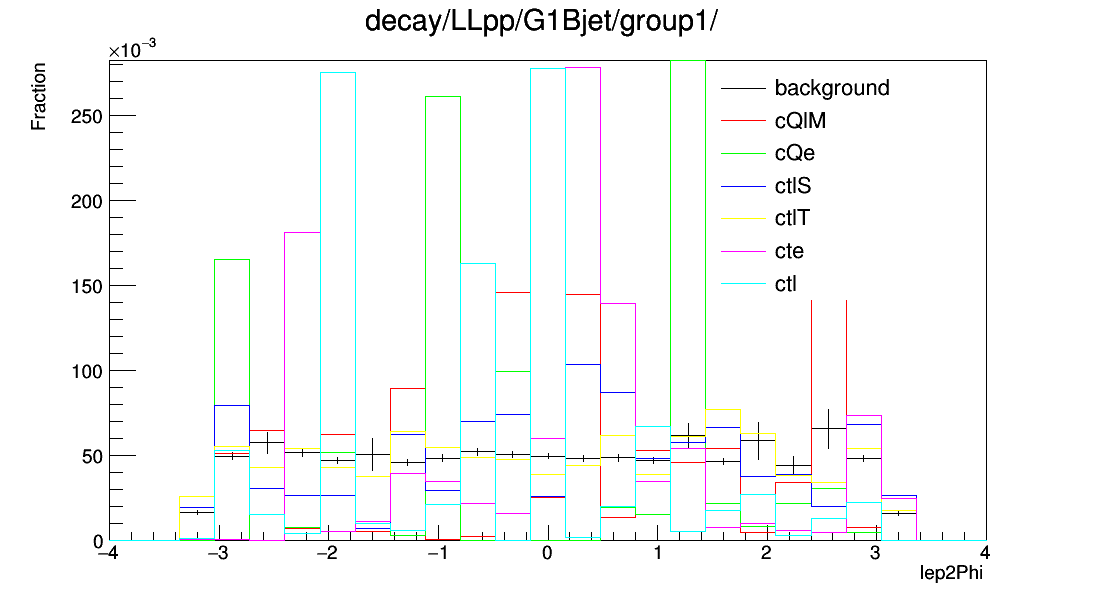 decay/LLpp/G1Bjet/group1/
×10⁻³
Fraction
background
cQlM
cQe
ctlS
ctlT
cte
ctl
250
200
150
100
50
0
−4 −3 −2 −1 0 1 2 3 4
lep2Phi